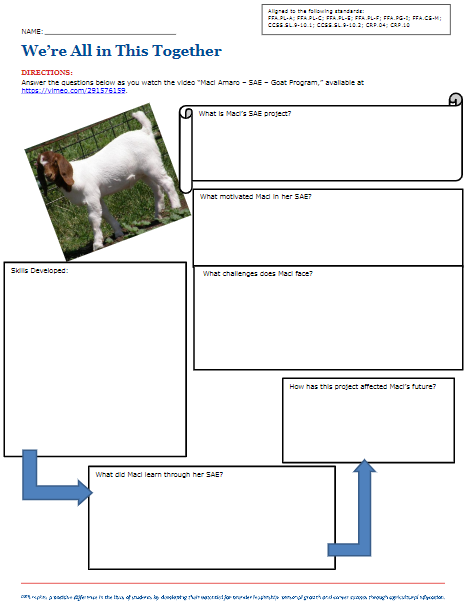 Aligned to the following standards:
FFA.PL-A; FFA.PL-C; FFA.PL-E; FFA.PL-F; FFA.PG-I; FFA.CS-M;
CCSS.SL.9-10.1; CCSS.SL.9-10.2; CRP.04; CRP.10
NAME:
We're All in This Together
DIRECTIONS:
Answer the questions below as you watch the video "Maci Amaro – SAE – Goat Program," available at
https://vimeo.com/291576159.
What is Maci's SAE project?
What motivated Maci in her SAE?
Skills Developed:
What challenges does Maci face?
How has this project affected Maci's future?
What did Maci learn through her SAE?
FFA makes a positive difference in the lives of students by developing their potential for premier leadership, personal growth and career success through agricultural education.